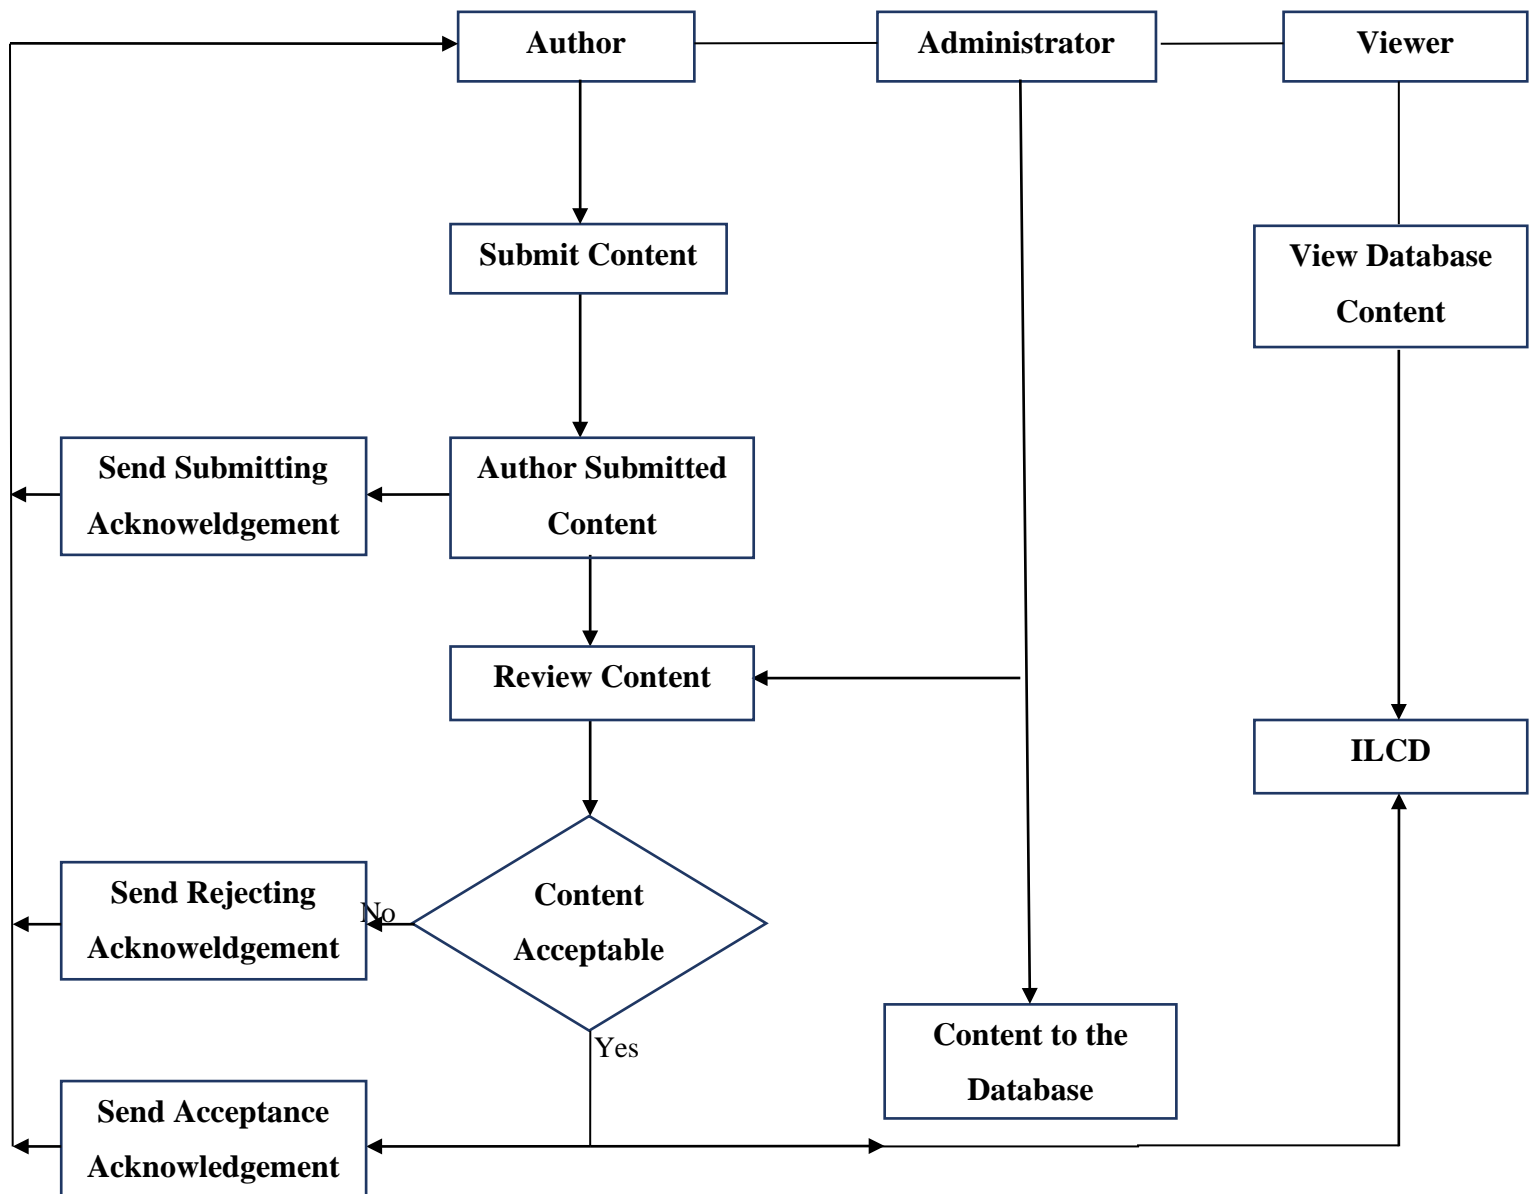 Author
Administrator
Viewer
Submit Content
View Database
Content
Send Submitting
Acknoweldgement
Author Submitted
Content
Review Content
ILCD
Send Rejecting
Acknoweldgement
No
Content
Acceptable
Yes
Content to the
Database
Send Acceptance
Acknowledgement